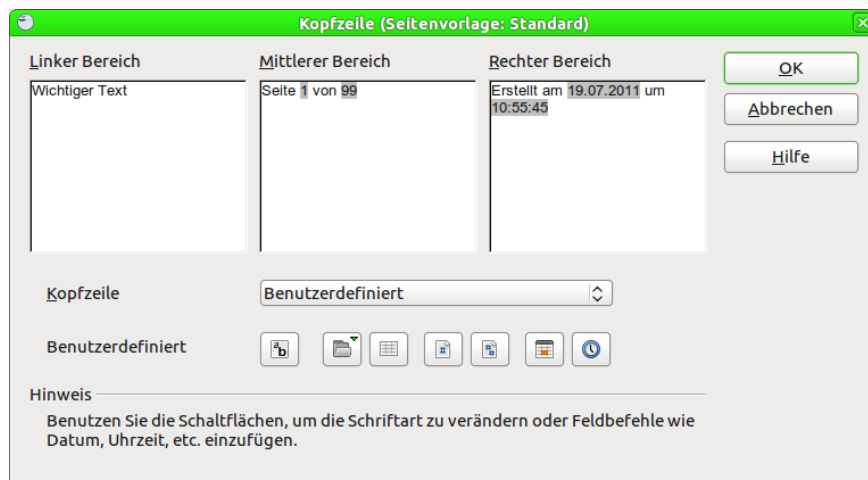 Kopfzeile (Seitenvorlage: Standard)
Linker Bereich
Mittlerer Bereich
Rechter Bereich
Wichtiger Text
Seite 1 von 99
Erstellt am 19.07.2011 um
10:55:45
OK
Abbrechen
Hilfe
Kopfzeile
Benutzerdefiniert
Benutzerdefiniert
Hinweis
Benutzen Sie die Schaltflächen, um die Schriftart zu verändern oder Feldbefehle wie
Datum, Uhrzeit, etc. einzufügen.